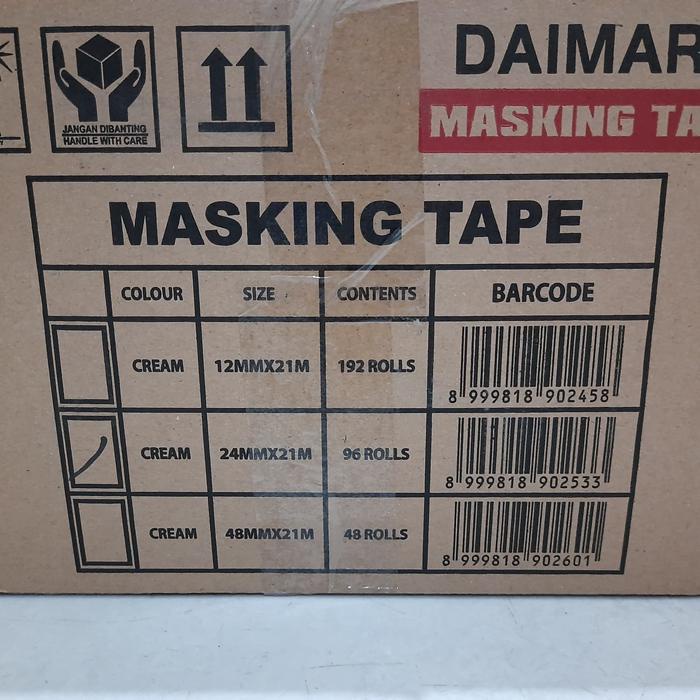 DAIMAR
JANGAN DIBANTING
HANDLE WITH CARE
MASKING TA
MASKING TAPE
COLOUR SIZE CONTENTS BARCODE
CREAM 12MMX21M 192 ROLLS
8 999818 902458
CREAM 24MMX21M 96 ROLLS
8 999818 902533
CREAM 48MMX21M 48 ROLLS
8 999818 902601